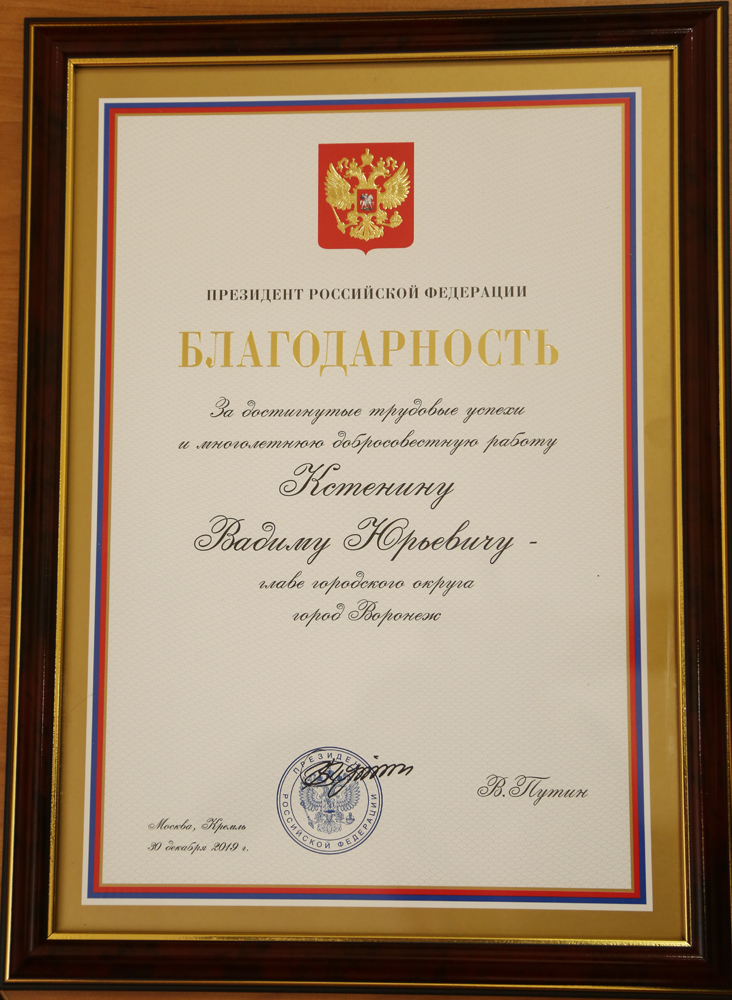 ПРЕЗИДЕНТ РОССИЙСКОЙ ФЕДЕРАЦИИ
БЛАГОДАРНОСТЬ
За достигнутые трудовые успехи
и многолетнюю добросовестную работу
Кстенину
Вадиму Юрьевичу -
главе городского округа
город Воронеж
ПРЕЗИДЕНТ
РОССИЙСКОЙ ФЕДЕРАЦИИ
В.Путин
Москва, Кремль
30 декабря 2019 г.